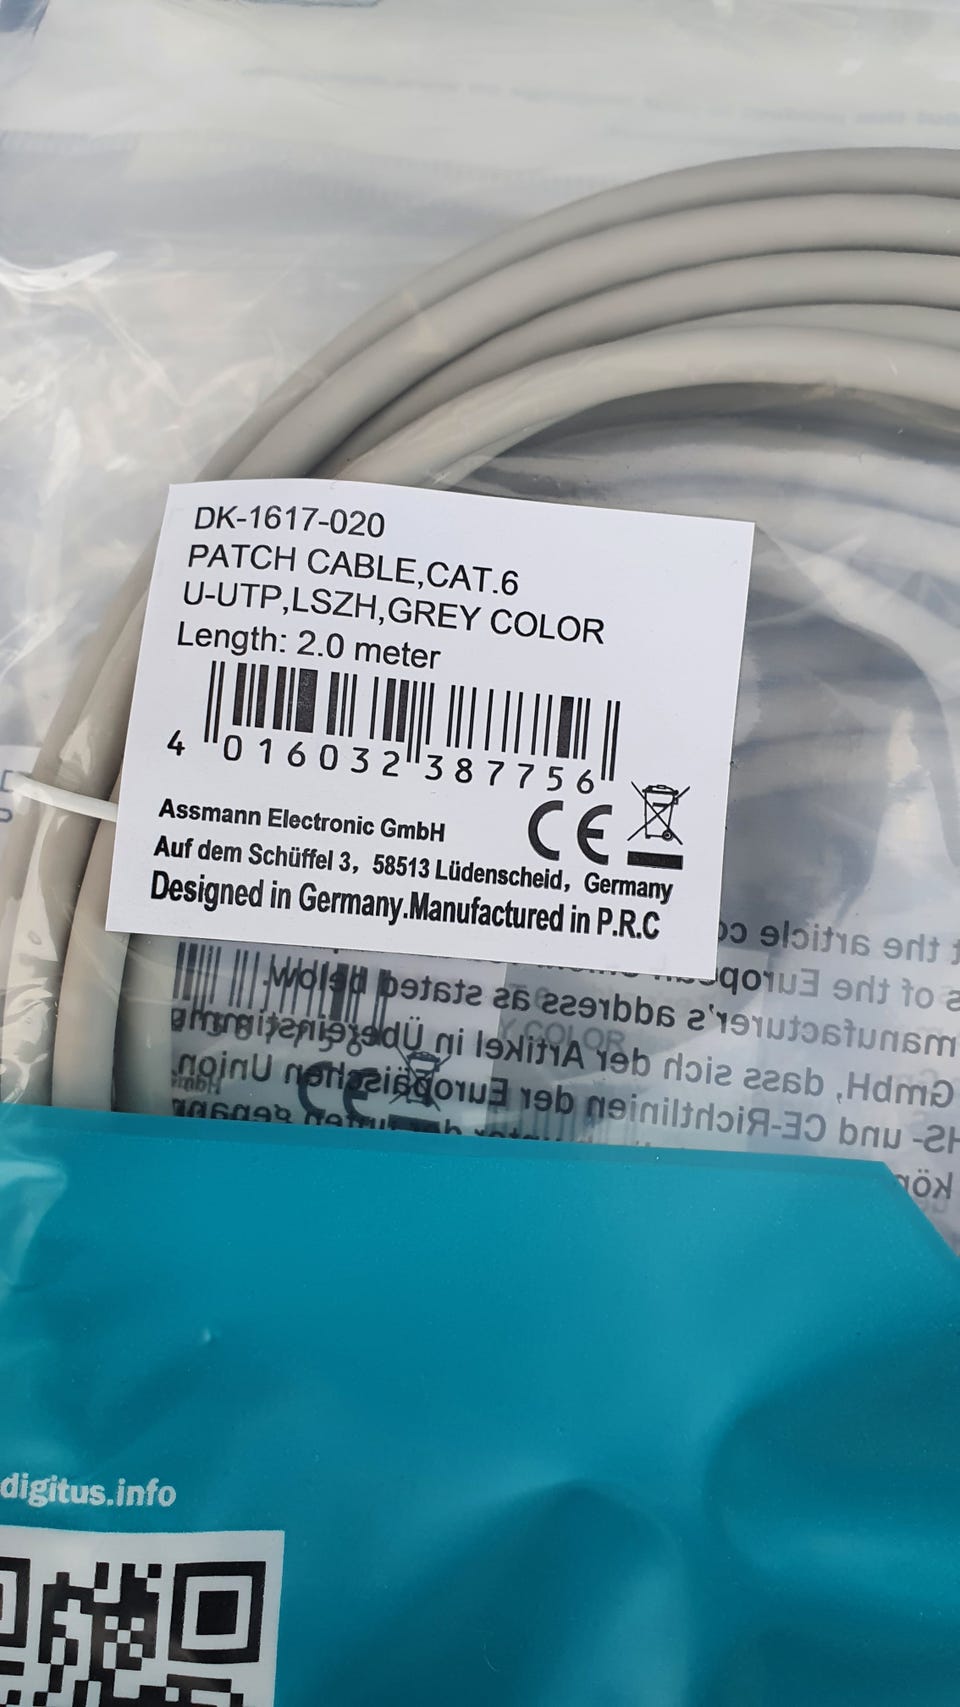 DK-1617-020
PATCH CABLE,CAT.6
U-UTP,LSZH,GREY COLOR
Length: 2.0 meter
4 016032 387756
CE
Assmann Electronic GmbH
Auf dem Schüffel 3, 58513 Lüdenscheid, Germany
Designed in Germany.Manufactured in P.R.C
t the article co
s of the Europ
manufacturer's address as stated below.
GmbH, dass sich der Artikel in Übereinstimmung
HS- und CE-Richtlinien der Europäischen Union
kön
digitus.info